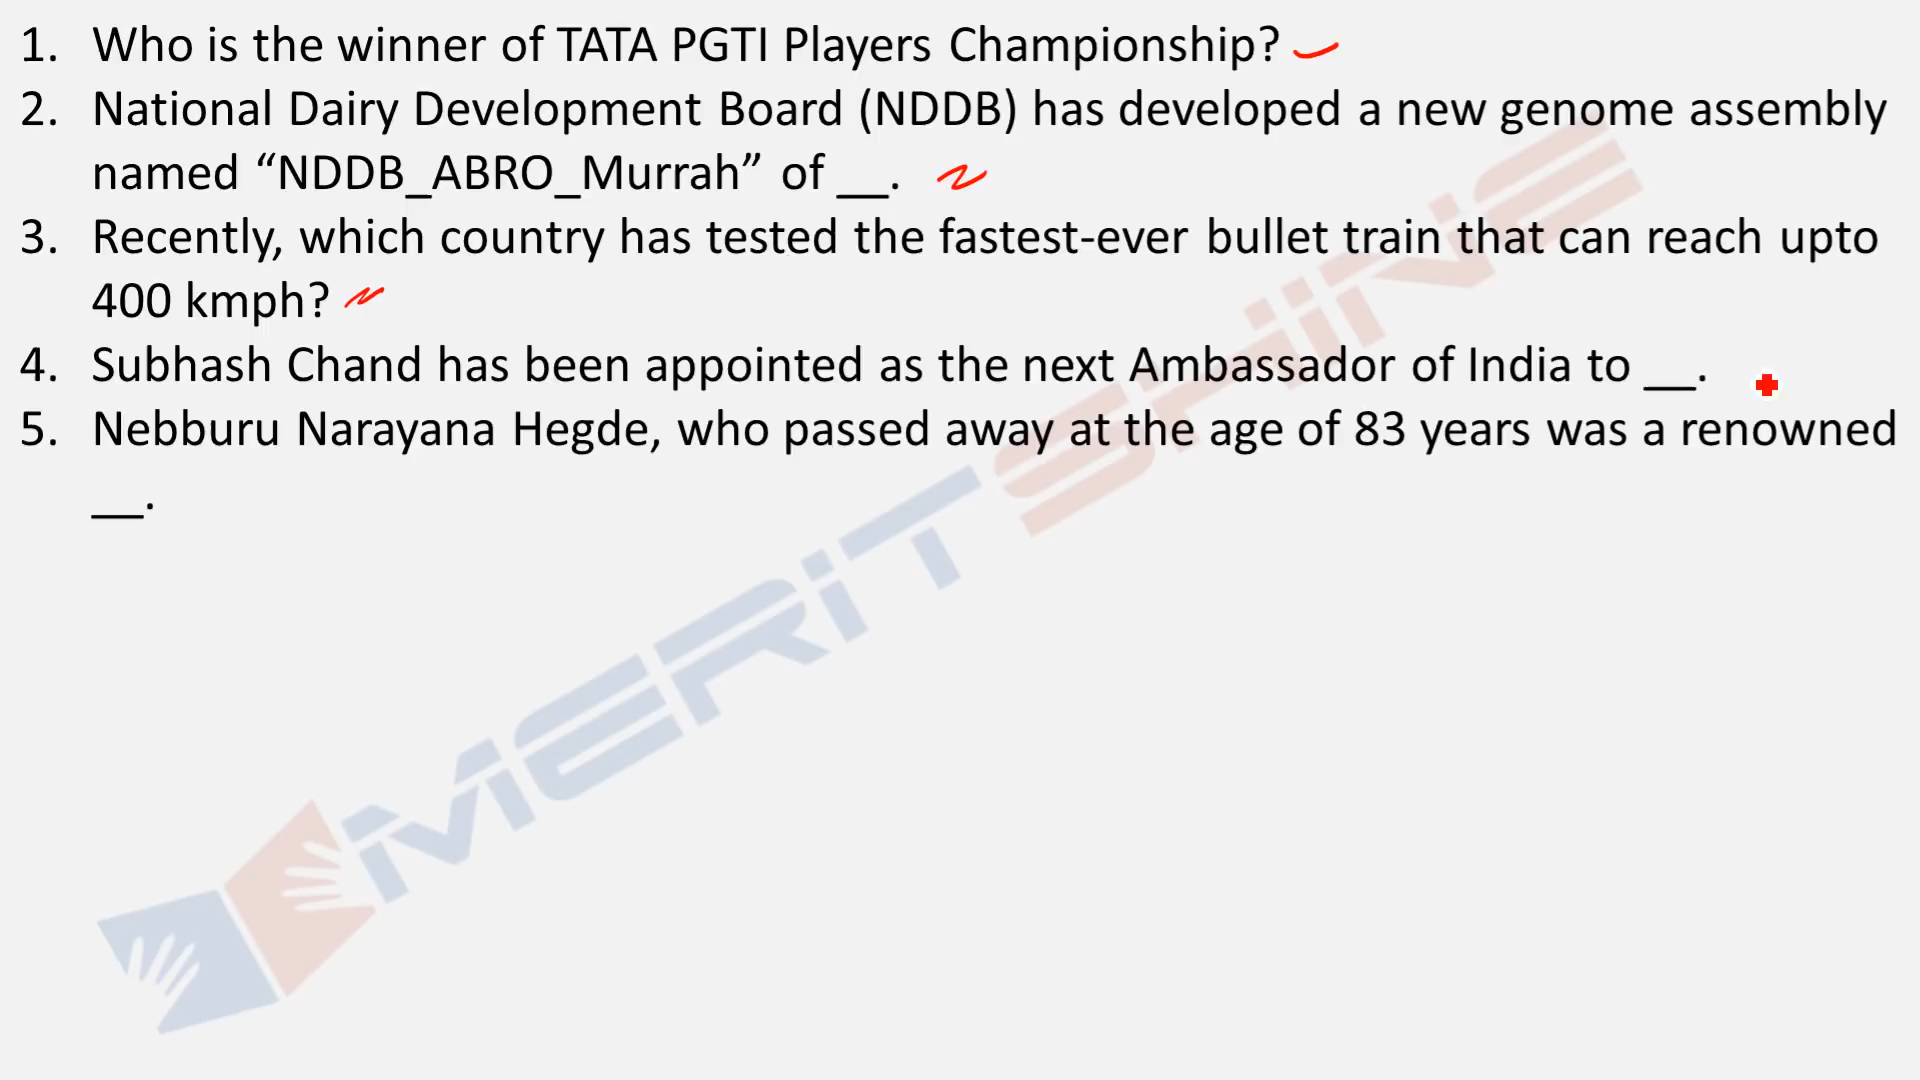 1. Who is the winner of TATA PGTI Players Championship?
2. National Dairy Development Board (NDDB) has developed a new genome assembly
named “NDDB_ABRO_Murrah” of __.
3. Recently, which country has tested the fastest-ever bullet train that can reach upto
400 kmph?
4. Subhash Chand has been appointed as the next Ambassador of India to __.
5. Nebburu Narayana Hegde, who passed away at the age of 83 years was a renowned
__.
MERiTSHiNE